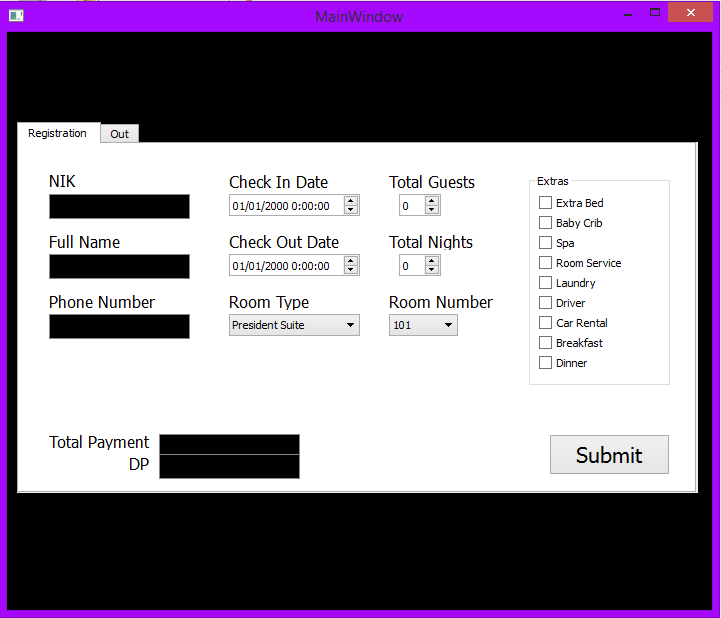 MainWindow
Registration
Out
NIK
Full Name
Phone Number
Check In Date
01/01/2000 0:00:00
Check Out Date
01/01/2000 0:00:00
Room Type
President Suite
Total Guests
0
Total Nights
0
Room Number
101
Extras
Extra Bed
Baby Crib
Spa
Room Service
Laundry
Driver
Car Rental
Breakfast
Dinner
Total Payment
DP
Submit